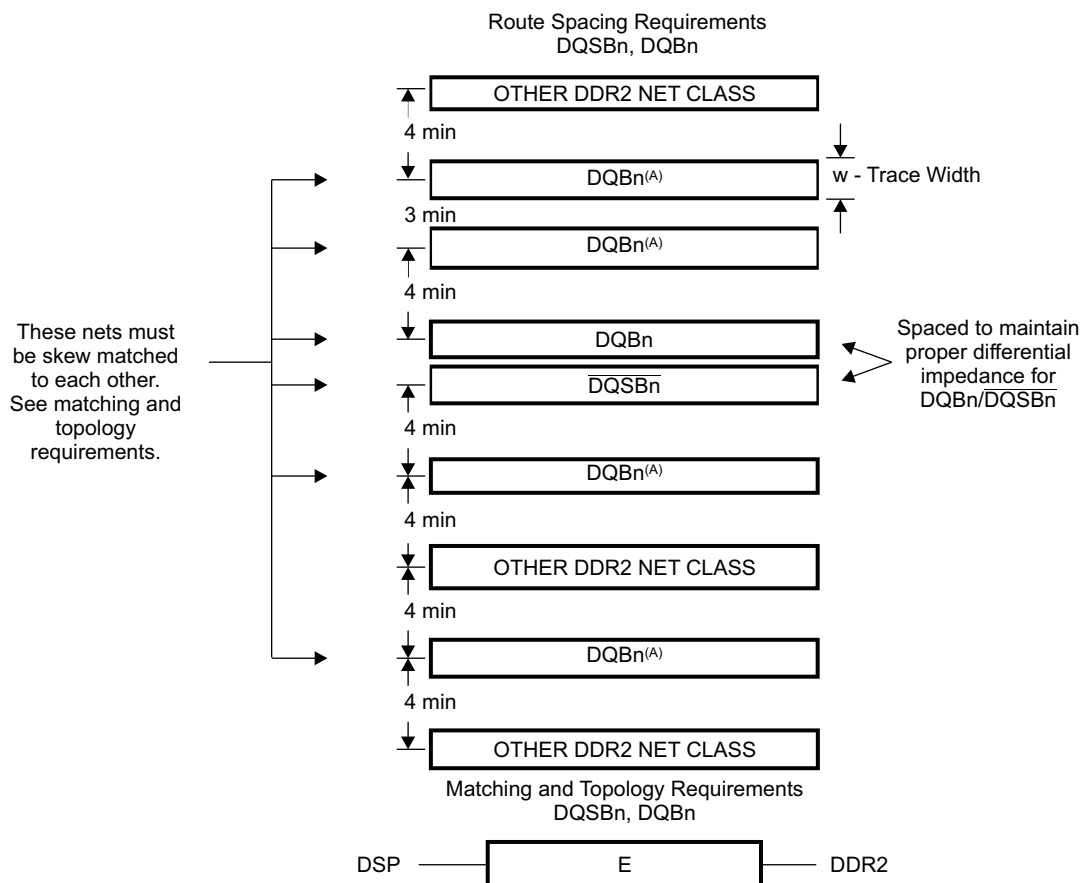 Route Spacing Requirements
DQSBn, DQBn
OTHER DDR2 NET CLASS
4 min
DQBn(A)
w - Trace Width
3 min
DQBn(A)
4 min
These nets must
be skew matched
to each other.
See matching and
topology
requirements.
DQBn
DQSBn
Spaced to maintain
proper differential
impedance for
DQBn/DQSBn
4 min
DQBn(A)
4 min
OTHER DDR2 NET CLASS
4 min
DQBn(A)
4 min
OTHER DDR2 NET CLASS
Matching and Topology Requirements
DQSBn, DQBn
DSP
E
DDR2